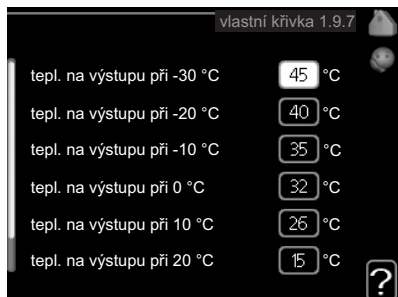 vlastní křivka 1.9.7
tepl. na výstupu při -30 °C 45 °C
tepl. na výstupu při -20 °C 40 °C
tepl. na výstupu při -10 °C 35 °C
tepl. na výstupu při 0 °C 32 °C
tepl. na výstupu při 10 °C 26 °C
tepl. na výstupu při 20 °C 15 °C
?